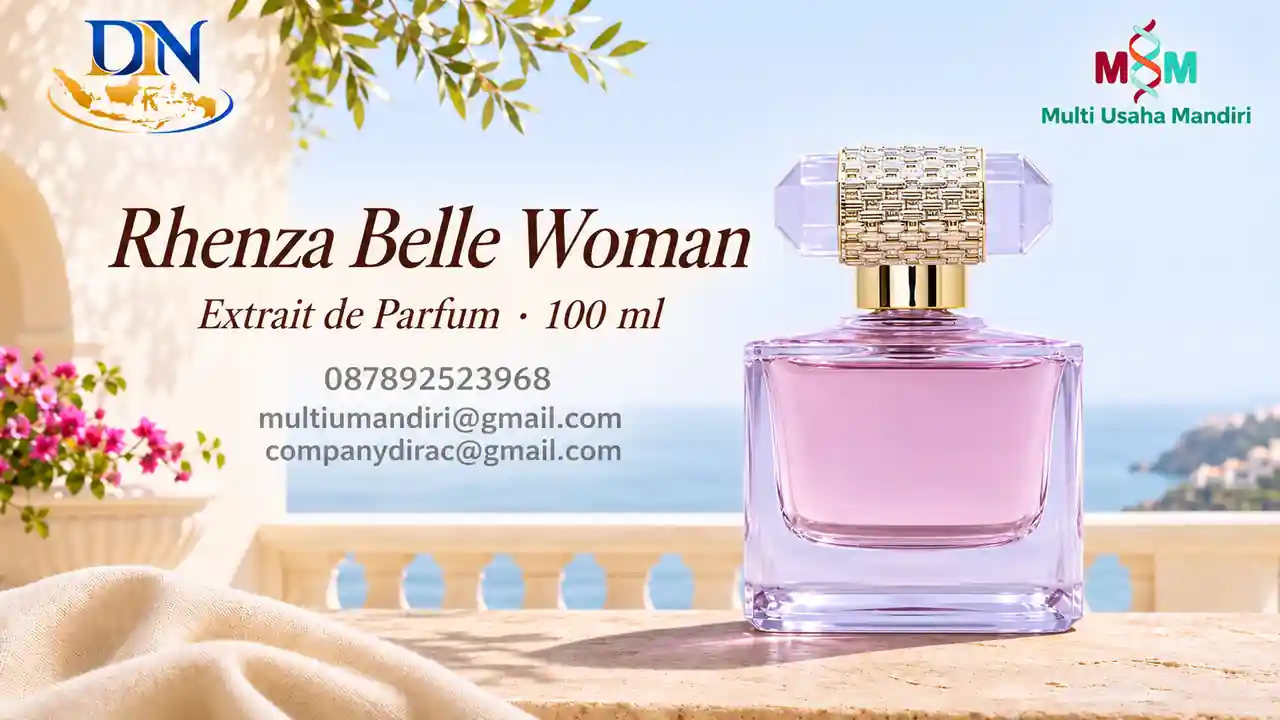 DIN
MSM
Multi Usaha Mandiri
Rhenza Belle Woman
Extrait de Parfum · 100 ml
087892523968
multiumandiri@gmail.com
companydirac@gmail.com